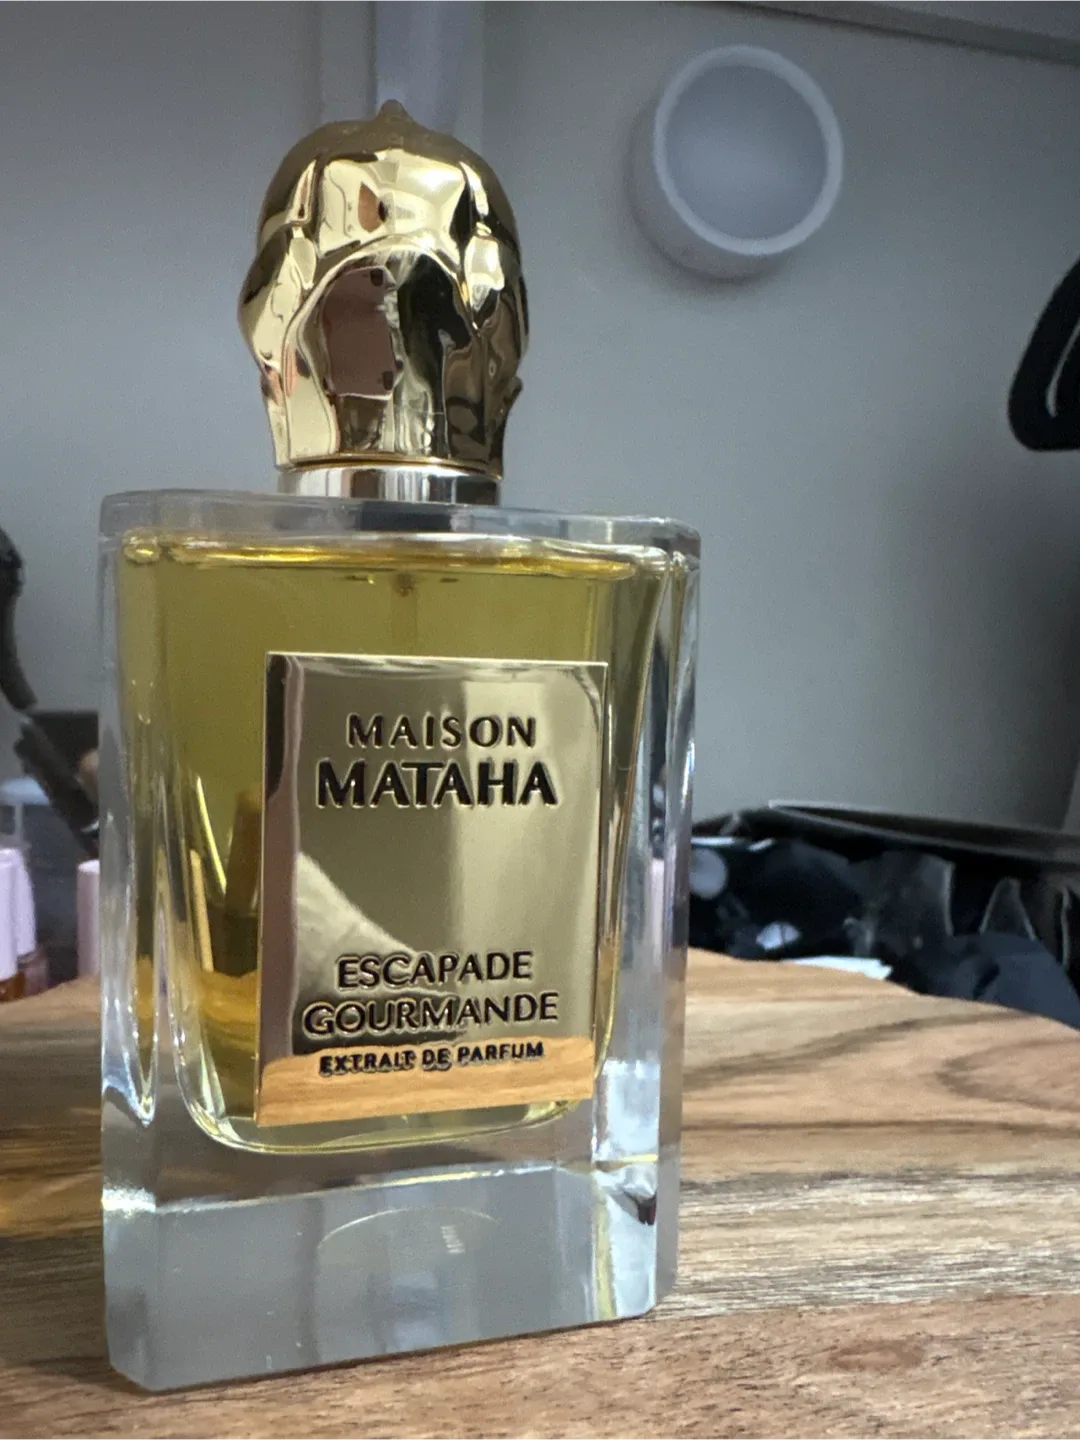 MAISON
MATAHA
ESCAPADE
GOURMANDE
EXTRAIT DE PARFUM